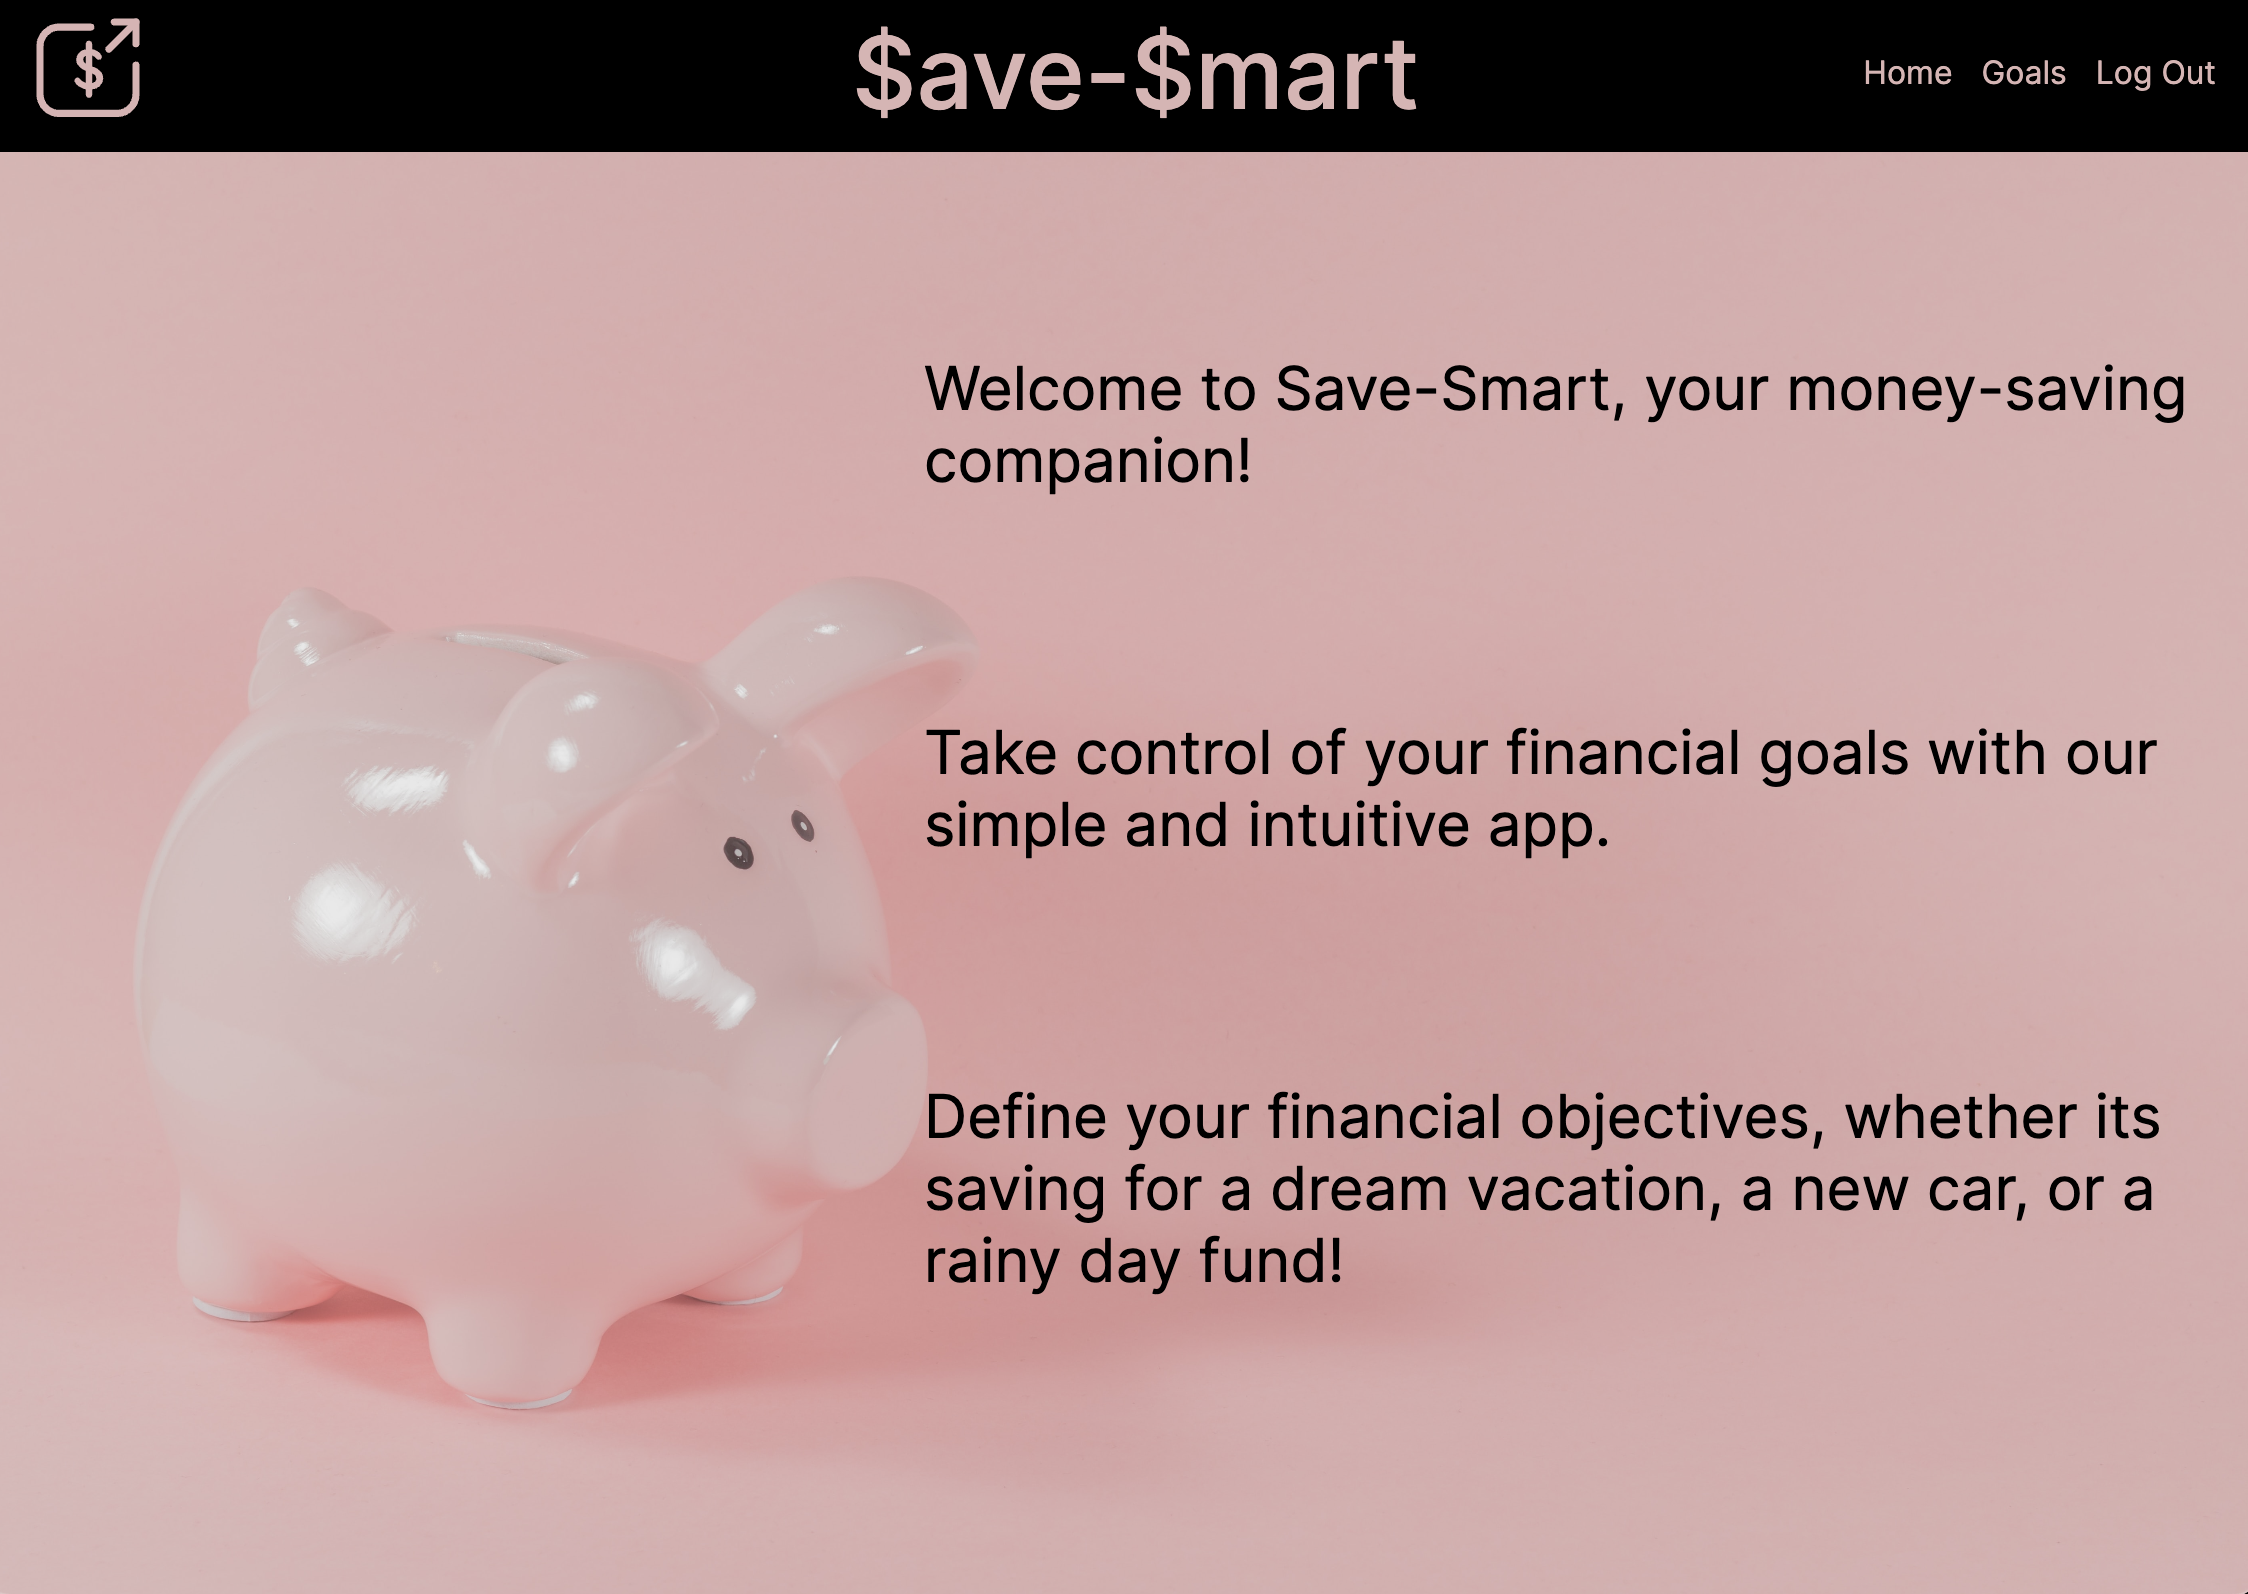 $
$ave-$mart
Home Goals Log Out
Welcome to Save-Smart, your money-saving
companion!
Take control of your financial goals with our
simple and intuitive app.
Define your financial objectives, whether its
saving for a dream vacation, a new car, or a
rainy day fund!